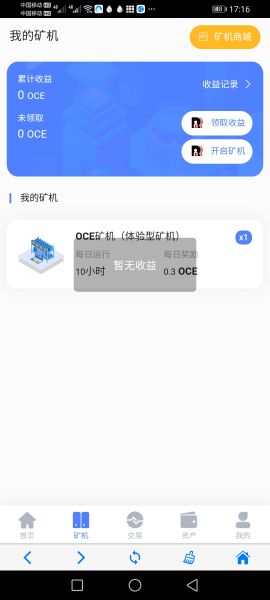 中国移动 HD
中国移动 HD
17:16
我的矿机
矿机商城
累计收益
0 OCE
收益记录
未领取
0 OCE
领取收益
开启矿机
我的矿机
OCE矿机（体验型矿机）
x1
每日运行
每日奖励
10小时
0.3 OCE
暂无收益
首页
矿机
交易
资产
我的